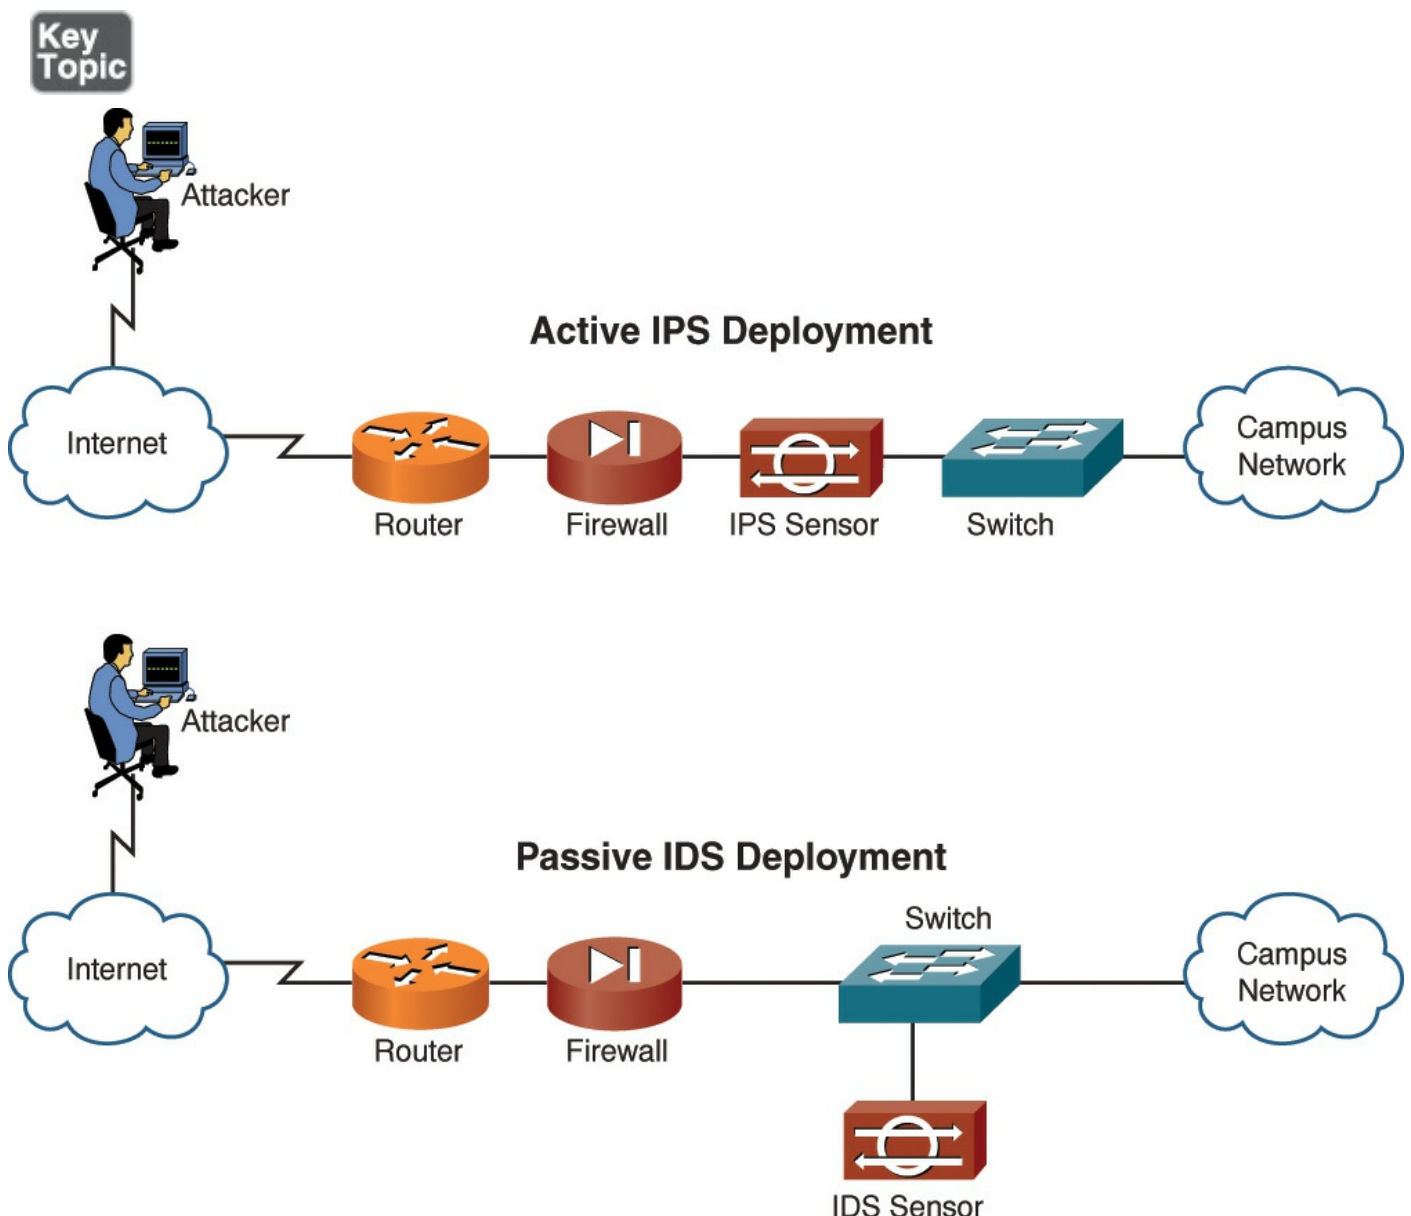 Key
Topic
Attacker
Active IPS Deployment
Internet
Campus
Network
Router
Firewall
IPS Sensor
Switch
Attacker
Passive IDS Deployment
Switch
Internet
Campus
Network
Router
Firewall
IDS Sensor